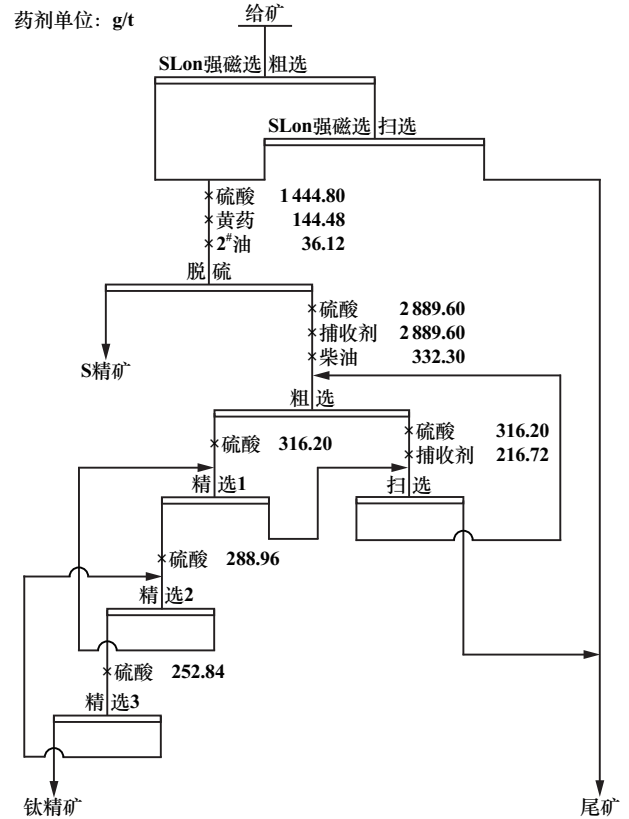 药剂单位：g/t
给矿
SLon强磁选 粗选
SLon强磁选 扫选
硫酸 1 444.80
黄药 144.48
2#油 36.12
脱 硫
硫酸 2 889.60
捕收剂 2 889.60
柴油 332.30
S精矿
粗 选
硫酸 316.20
硫酸 316.20
捕收剂 216.72
精 选1
扫 选
硫酸 288.96
精 选2
硫酸 252.84
精 选3
钛精矿
尾矿